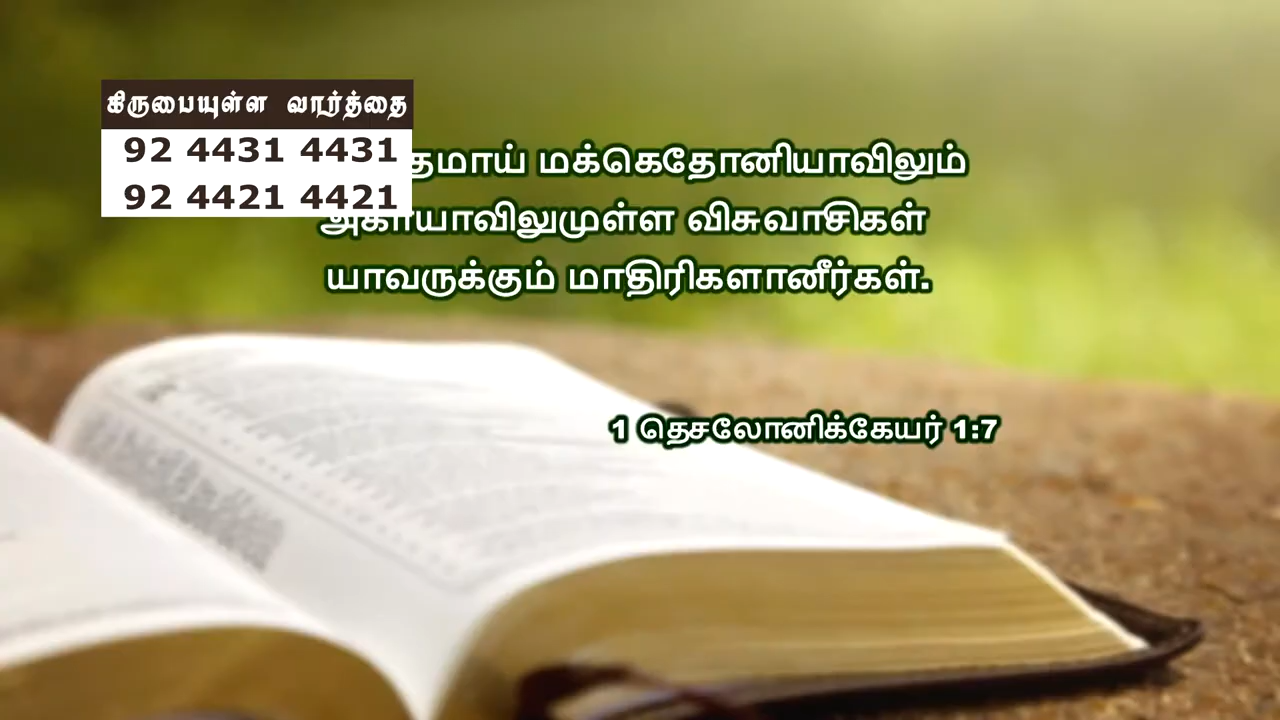 கிருபையுள்ள வார்த்தை
92 4431 4431
92 4421 4421
மக்கெதோனியாவிலும்
அகாயாவிலுமுள்ள விசுவாசிகள்
யாவருக்கும் மாதிரிகளானீர்கள்.
1 தெசலோனிக்கேயர் 1:7